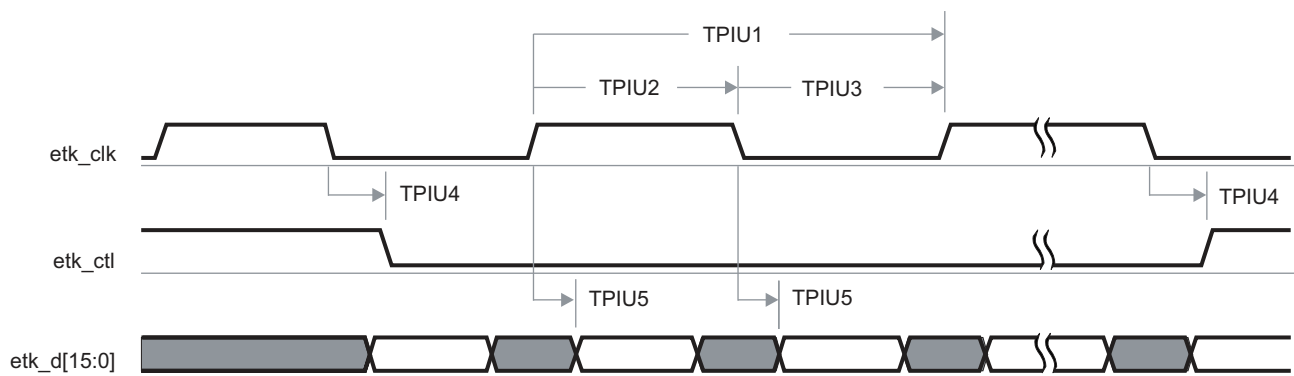 TPIU1
TPIU2
TPIU3
etk_clk
TPIU4
TPIU4
etk_ctl
TPIU5
TPIU5
etk_d[15:0]